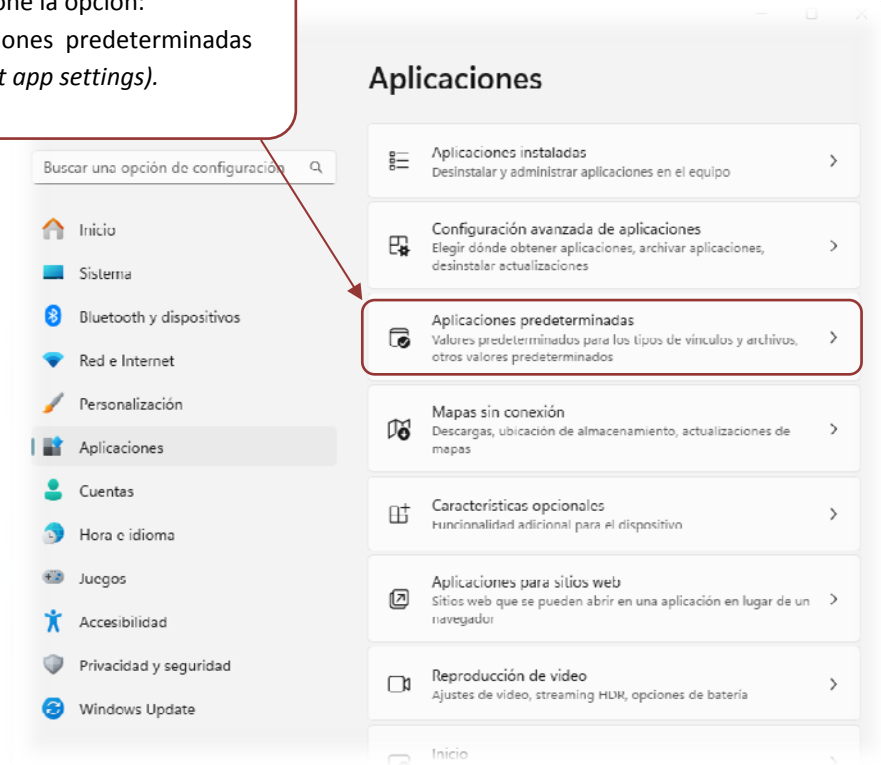 one la opción:
iones predeterminadas
t app settings).
Aplicaciones
Buscar una opción de configuración
Inicio
Sistema
Bluetooth y dispositivos
Red e Internet
Personalización
Aplicaciones
Cuentas
Hora e idioma
Juegos
Accesibilidad
Privacidad y seguridad
Windows Update
Aplicaciones instaladas
Desinstalar y administrar aplicaciones en el equipo
Configuración avanzada de aplicaciones
Elegir dónde obtener aplicaciones, archivar aplicaciones,
desinstalar actualizaciones
Aplicaciones predeterminadas
Valores predeterminados para los tipos de vínculos y archivos,
otros valores predeterminados
Mapas sin conexión
Descargas, ubicación de almacenamiento, actualizaciones de
mapas
Características opcionales
Funcionalidad adicional para el dispositivo
Aplicaciones para sitios web
Sitios web que se pueden abrir en una aplicación en lugar de un
navegador
Reproducción de video
Ajustes de video, streaming HDR, opciones de batería
Inicio